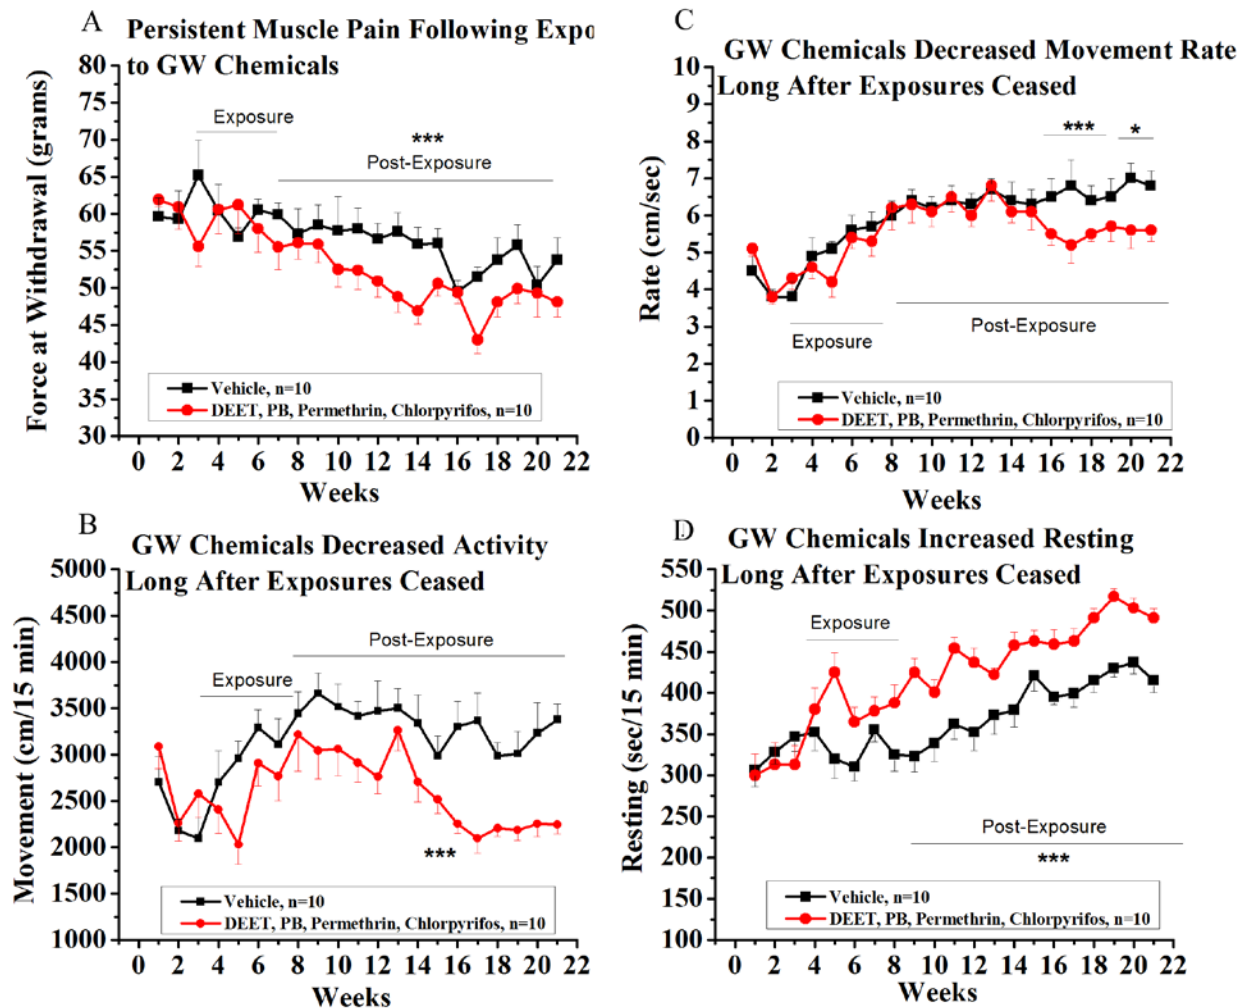 A
Persistent Muscle Pain Following Expo
to GW Chemicals
Force at Withdrawal (grams)
80
75
70
65
60
55
50
45
40
35
30
Exposure
***
Post-Exposure
Vehicle, n=10
DEET, PB, Permethrin, Chlorpyrifos, n=10
0 2 4 6 8 10 12 14 16 18 20 22
Weeks
B
GW Chemicals Decreased Activity
Long After Exposures Ceased
Movement (cm/15 min)
5000
4500
4000
3500
3000
2500
2000
1500
1000
Post-Exposure
Exposure
***
Vehicle, n=10
DEET, PB, Permethrin, Chlorpyrifos, n=10
0 2 4 6 8 10 12 14 16 18 20 22
Weeks
C
GW Chemicals Decreased Movement Rate
Long After Exposures Ceased
Rate (cm/sec)
10
9
8
7
6
5
4
3
2
1
0
*** *
Post-Exposure
Exposure
Vehicle, n=10
DEET, PB, Permethrin, Chlorpyrifos, n=10
0 2 4 6 8 10 12 14 16 18 20 22
Weeks
D
GW Chemicals Increased Resting
Long After Exposures Ceased
Resting (sec/15 min)
550
500
450
400
350
300
250
200
150
100
Exposure
Post-Exposure
***
Vehicle, n=10
DEET, PB, Permethrin, Chlorpyrifos, n=10
0 2 4 6 8 10 12 14 16 18 20 22
Weeks